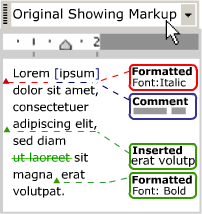 Original Showing Markup
2
Lorem [ipsum]
dolor sit amet,
consectetuer
adipiscing elit,
sed diam
ut laoreet sit
magna erat
volutpat.
Formatted
Font:Italic
Comment
Inserted
erat volutp
Formatted
Font: Bold